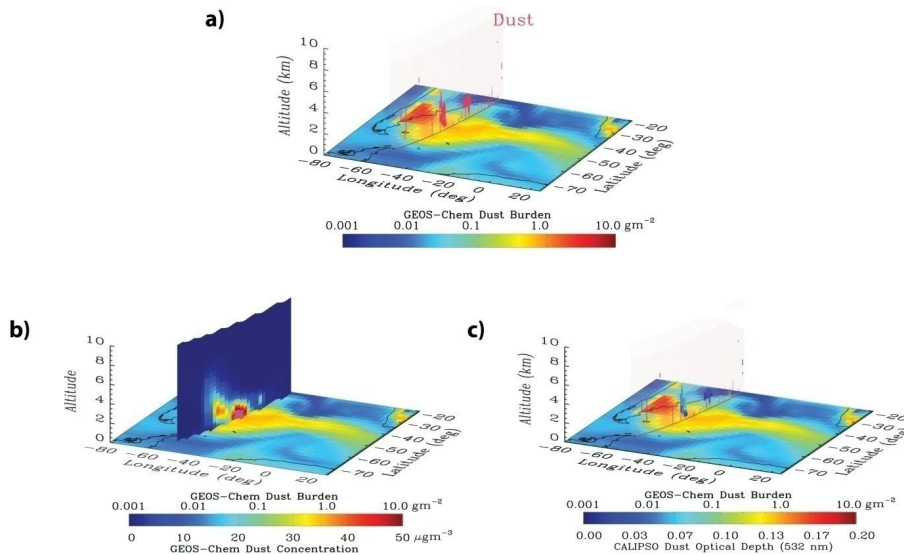 a)
Dust
Altitude (km)
10
8
6
4
2
0
-80
-60
-40
-20
0
20
Longitude (deg)
-20
-30
-40
-50
-60
-70
Latitude (deg)
GEOS-Chem Dust Burden
0.001 0.01 0.1 1.0 10.0 gm-2
b)
Altitude
10
8
6
4
2
0
-80
-60
-40
-20
0
20
Longitude (deg)
-20
-30
-40
-50
-60
-70
Latitude (deg)
GEOS-Chem Dust Burden
0.001 0.01 0.1 1.0 10.0 gm-2
0 10 20 30 40 50 μgm-3
GEOS-Chem Dust Concentration
c)
Altitude (km)
10
8
6
4
2
0
-80
-60
-40
-20
0
20
Longitude (deg)
-20
-30
-40
-50
-60
-70
Latitude (deg)
GEOS-Chem Dust Burden
0.001 0.01 0.1 1.0 10.0 gm-2
0.00 0.03 0.07 0.10 0.13 0.17 0.20
CALIPSO Dust Optical Depth (532 nm)